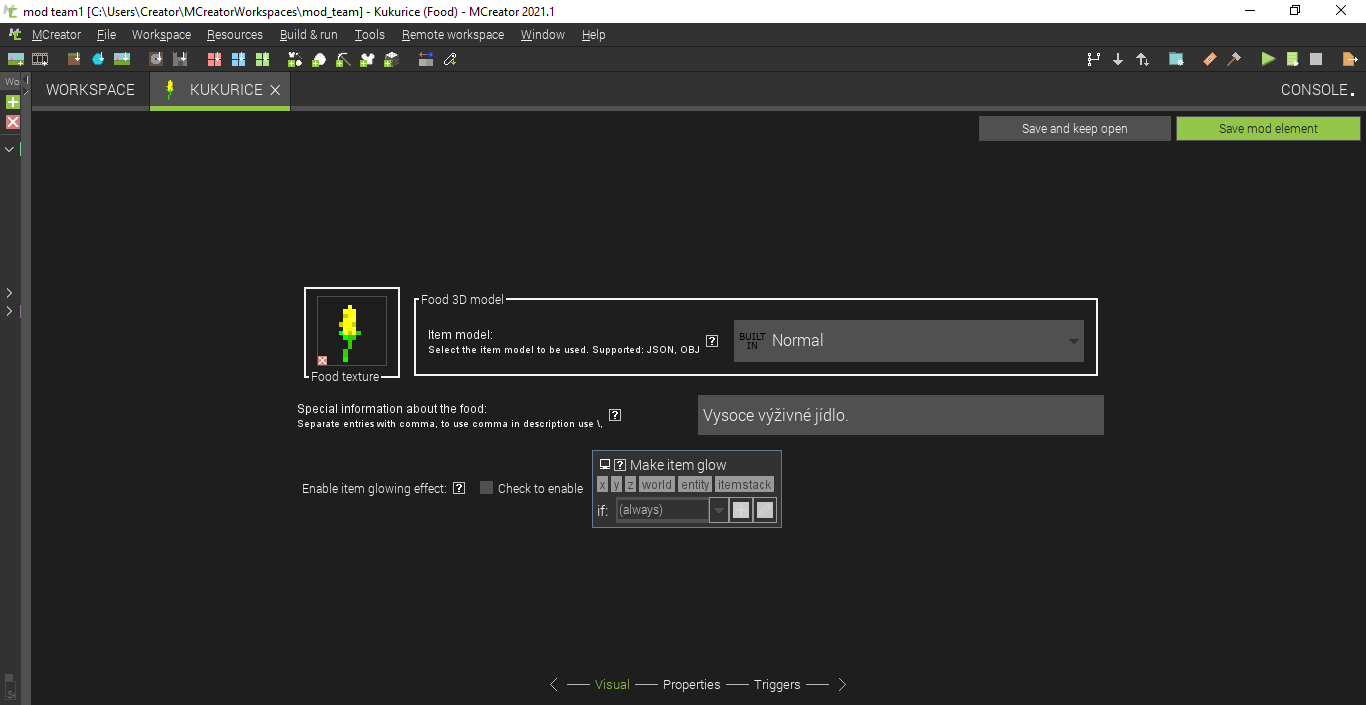 mod team1 [C:\Users\Creator\MCreatorWorkspaces\mod_team] - Kukurice (Food) - MCreator 2021.1
MCreator File Workspace Resources Build & run Tools Remote workspace Window Help
Wo
WORKSPACE KUKURICE CONSOLE
Save and keep open Save mod element
Food 3D model
Item model:
Select the item model to be used. Supported: JSON, OBJ ? BUILT IN Normal
Food texture
Special information about the food:
Separate entries with comma, to use comma in description use \, ? Vysoce výživné jídlo.
? Make item glow
x y z world entity itemstack
Enable item glowing effect: ? Check to enable
if: (always)
Visual Properties Triggers